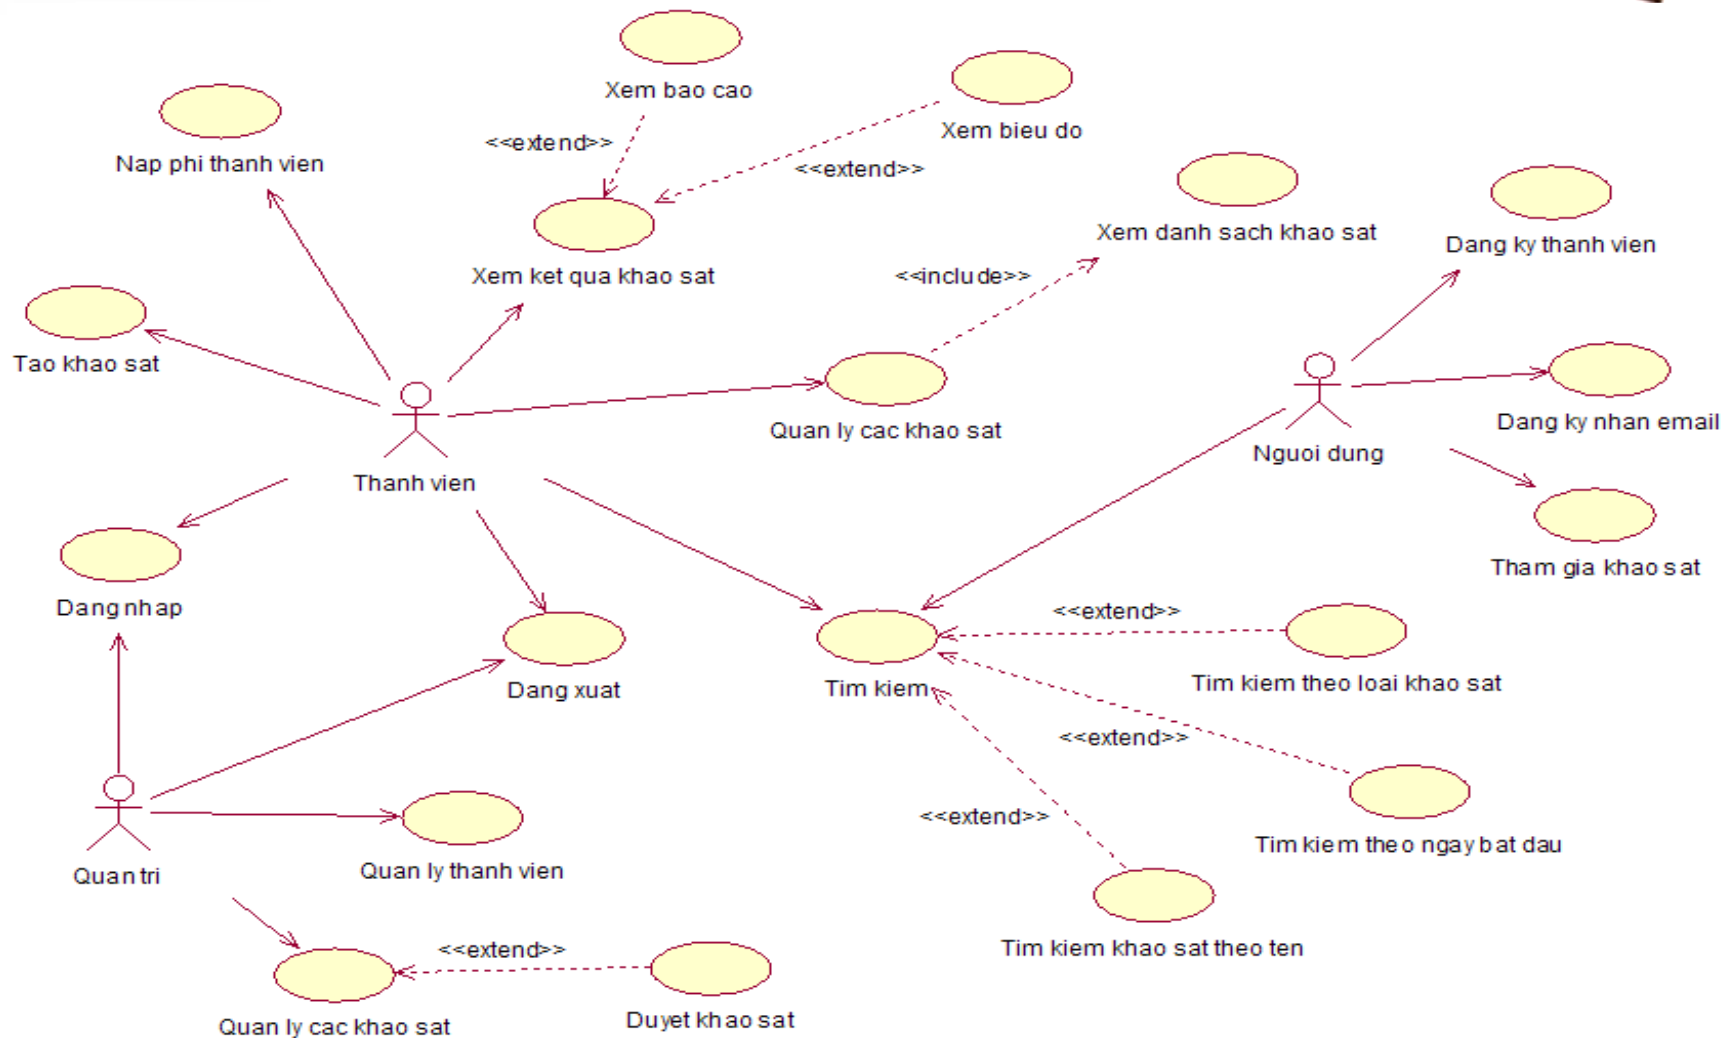 Xem bao cao
Xem bieu do
<<extend>>
<<extend>>
Nap phi thanh vien
Xem danh sach khao sat
Dang ky thanh vien
Xem ket qua khao sat
<<include>>
Tao khao sat
Dang ky nhan email
Quan ly cac khao sat
Nguoi dung
Thanh vien
Tham gia khao sat
Dang nhap
<<extend>>
Tim kiem theo loai khao sat
Dang xuat
Tim kiem
<<extend>>
<<extend>>
Tim kiem theo ngay bat dau
Quan tri
Quan ly thanh vien
Tim kiem khao sat theo ten
<<extend>>
Quan ly cac khao sat
Duyet khao sat